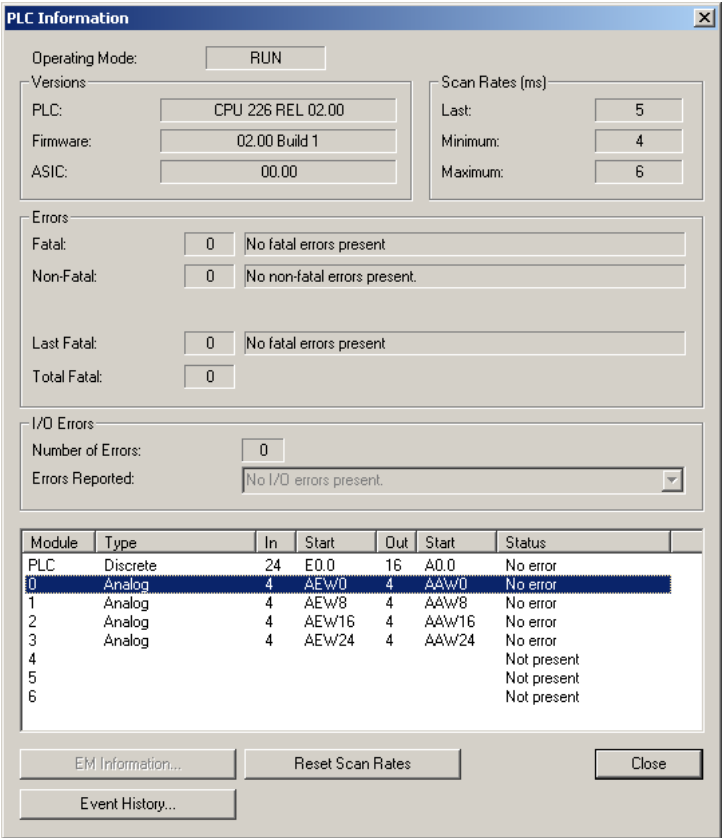 PLC Information
Operating Mode: RUN
Versions
PLC: CPU 226 REL 02.00
Firmware: 02.00 Build 1
ASIC: 00.00
Scan Rates (ms)
Last: 5
Minimum: 4
Maximum: 6
Errors
Fatal: 0 No fatal errors present
Non-Fatal: 0 No non-fatal errors present.
Last Fatal: 0 No fatal errors present
Total Fatal: 0
I/O Errors
Number of Errors: 0
Errors Reported: No I/O errors present.
Module Type In Start Out Start Status
PLC Discrete 24 E0.0 16 A0.0 No error
0 Analog 4 AEW0 4 AAW0 No error
1 Analog 4 AEW8 4 AAW8 No error
2 Analog 4 AEW16 4 AAW16 No error
3 Analog 4 AEW24 4 AAW24 No error
4 Not present
5 Not present
6 Not present
EM Information... Reset Scan Rates Close
Event History...